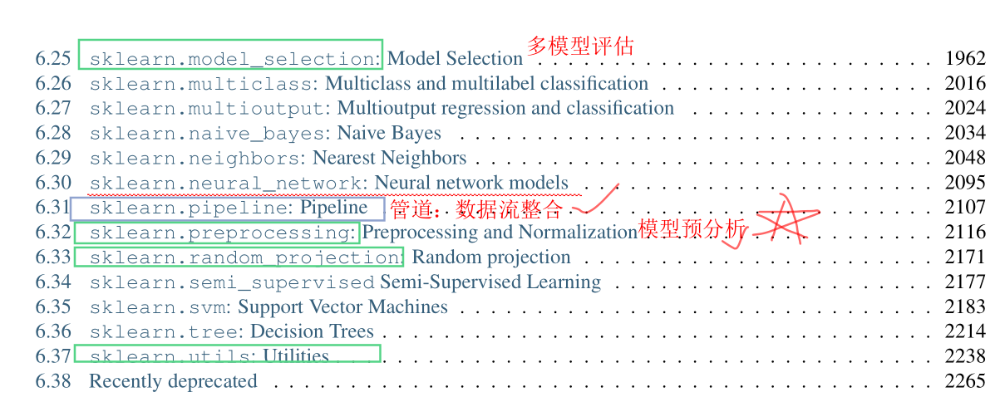 6.25 sklearn.model_selection: Model Selection 多模型评估 . . . . . . . . . . . . . . . . . . . . . . . . . . . . . . 1962
6.26 sklearn.multiclass: Multiclass and multilabel classification . . . . . . . . . . . . . . . . . . . . 2016
6.27 sklearn.multioutput: Multioutput regression and classification . . . . . . . . . . . . . . . . . . 2024
6.28 sklearn.naive_bayes: Naive Bayes . . . . . . . . . . . . . . . . . . . . . . . . . . . . . . . . . . . 2034
6.29 sklearn.neighbors: Nearest Neighbors . . . . . . . . . . . . . . . . . . . . . . . . . . . . . . . . . 2048
6.30 sklearn.neural_network: Neural network models . . . . . . . . . . . . . . . . . . . . . . . . . . 2095
6.31 sklearn.pipeline: Pipeline 管道：数据流整合 . . . . . . . . . . . . . . . . . . . . . . . . . . . . 2107
6.32 sklearn.preprocessing: Preprocessing and Normalization 模型预分析 . . . . . . . . . . . . . . . . 2116
6.33 sklearn.random_projection: Random projection . . . . . . . . . . . . . . . . . . . . . . . . . . 2171
6.34 sklearn.semi_supervised Semi-Supervised Learning . . . . . . . . . . . . . . . . . . . . . . . . 2177
6.35 sklearn.svm: Support Vector Machines . . . . . . . . . . . . . . . . . . . . . . . . . . . . . . . . . . . 2183
6.36 sklearn.tree: Decision Trees . . . . . . . . . . . . . . . . . . . . . . . . . . . . . . . . . . . . . . . . 2214
6.37 sklearn.utils: Utilities . . . . . . . . . . . . . . . . . . . . . . . . . . . . . . . . . . . . . . . . . . . 2238
6.38 Recently deprecated . . . . . . . . . . . . . . . . . . . . . . . . . . . . . . . . . . . . . . . . . . . . . 2265